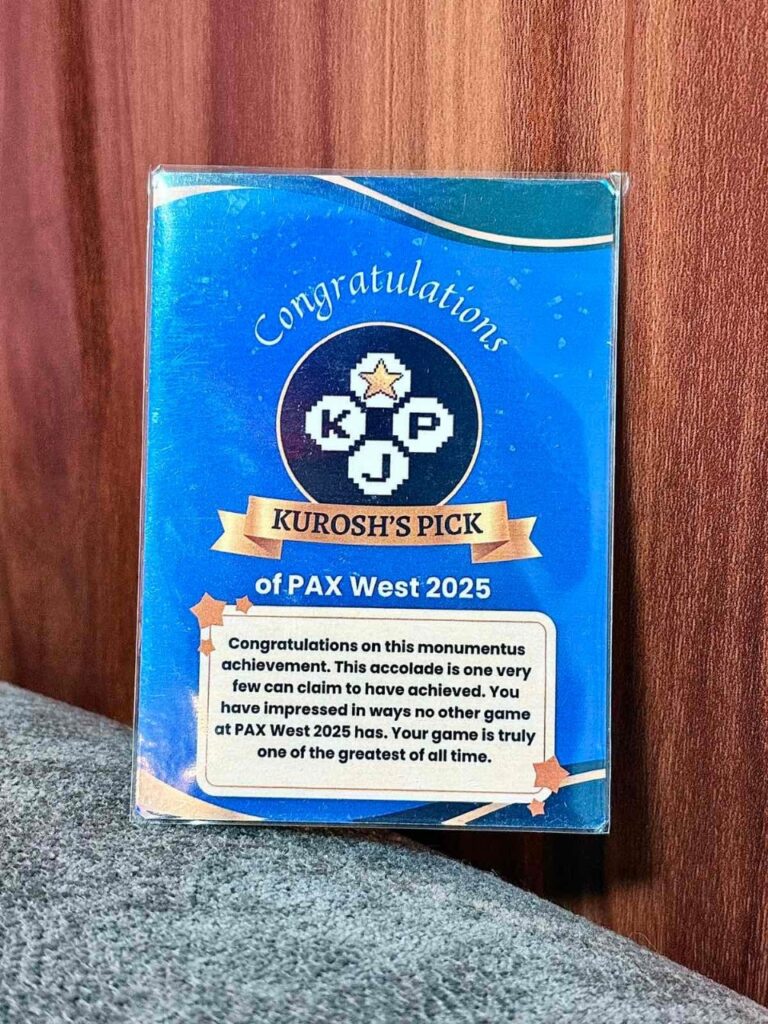 Congratulations
K P
J
KUROSH'S PICK
of PAX West 2025
Congratulations on this monumentus
achievement. This accolade is one very
few can claim to have achieved. You
have impressed in ways no other game
at PAX West 2025 has. Your game is truly
one of the greatest of all time.